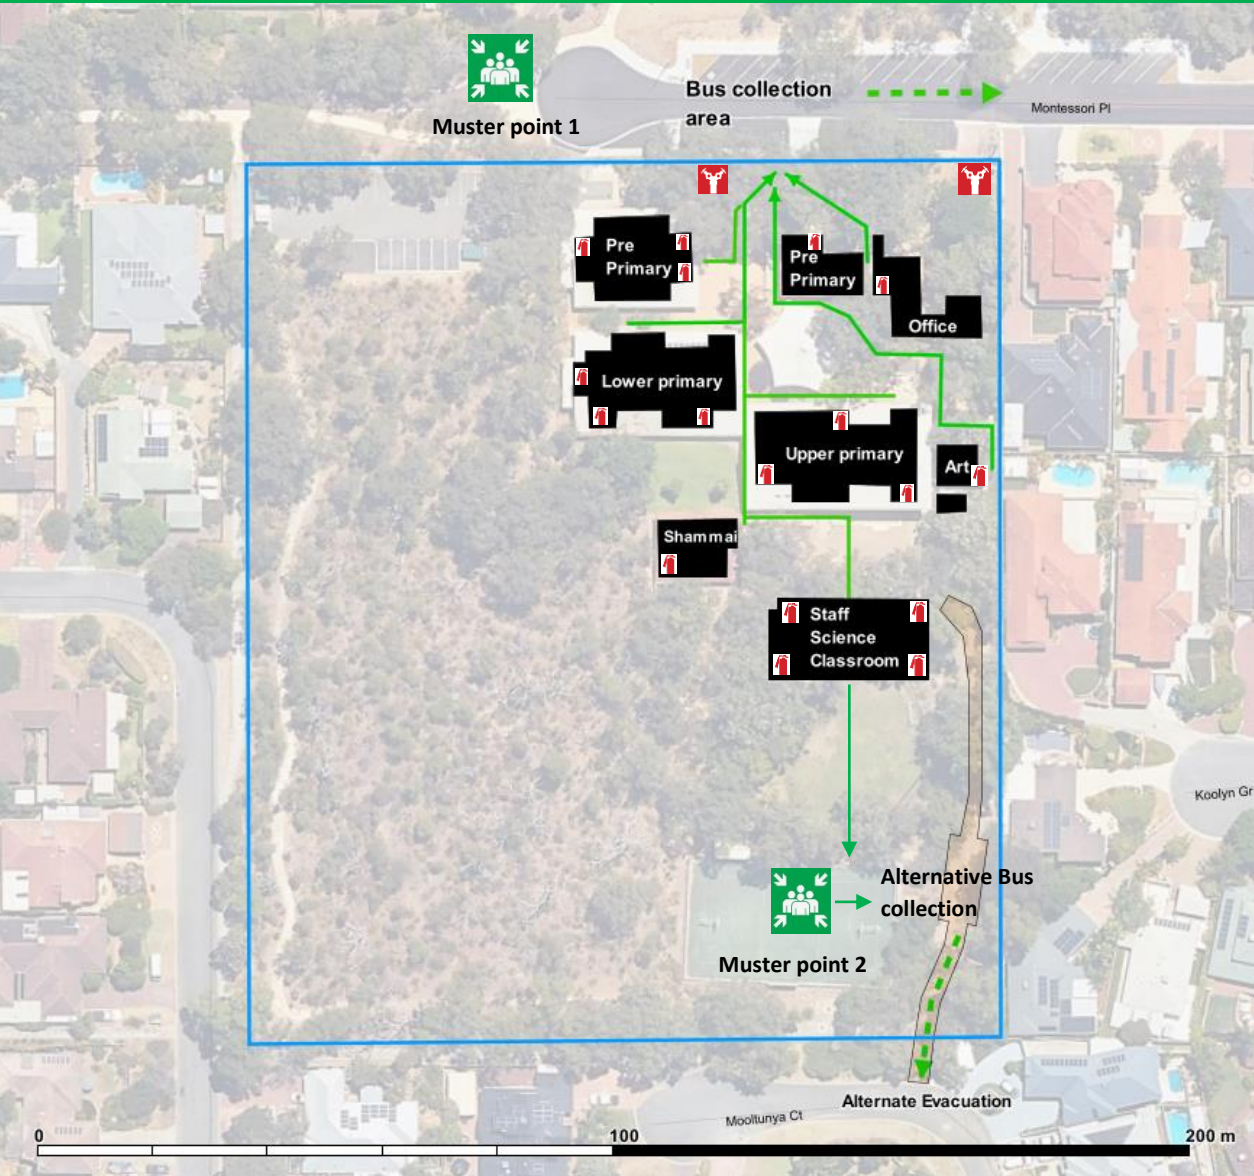 Bus collection
area
Montessori Pl
Muster point 1
Pre
Primary
Pre
Primary
Office
Lower primary
Upper primary
Art
Shammai
Staff
Science
Classroom
Koolyn Gr
Alternative Bus
collection
Muster point 2
Alternate Evacuation
Mooltunya Ct
0
100
200 m